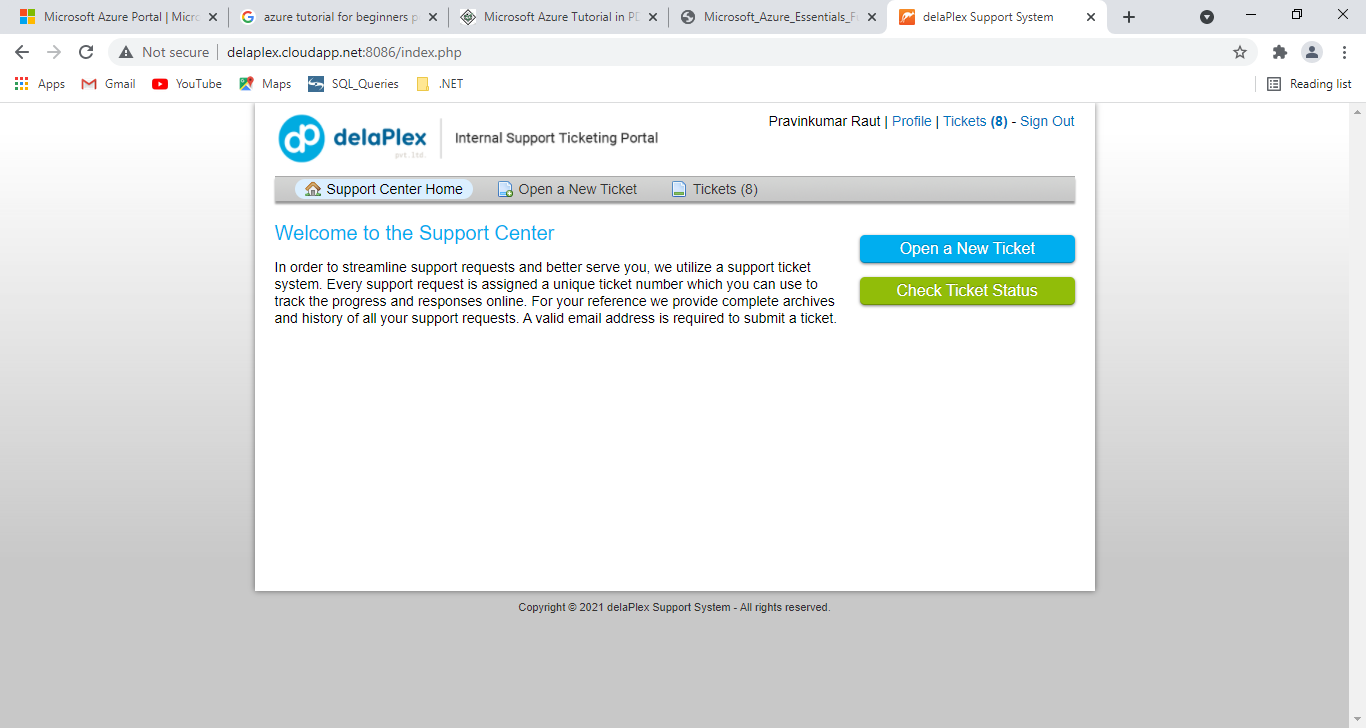 Microsoft Azure Portal | Micro
azure tutorial for beginners p
Microsoft Azure Tutorial in PD
Microsoft_Azure_Essentials_F
delaPlex Support System
Not secure
delaplex.cloudapp.net:8086/index.php
Apps
Gmail
YouTube
Maps
SQL_Queries
.NET
Reading list
dp delaPlex
pvt. ltd.
Internal Support Ticketing Portal
Pravinkumar Raut | Profile | Tickets (8) - Sign Out
Support Center Home
Open a New Ticket
Tickets (8)
Welcome to the Support Center
In order to streamline support requests and better serve you, we utilize a support ticket
system. Every support request is assigned a unique ticket number which you can use to
track the progress and responses online. For your reference we provide complete archives
and history of all your support requests. A valid email address is required to submit a ticket.
Open a New Ticket
Check Ticket Status
Copyright © 2021 delaPlex Support System - All rights reserved.